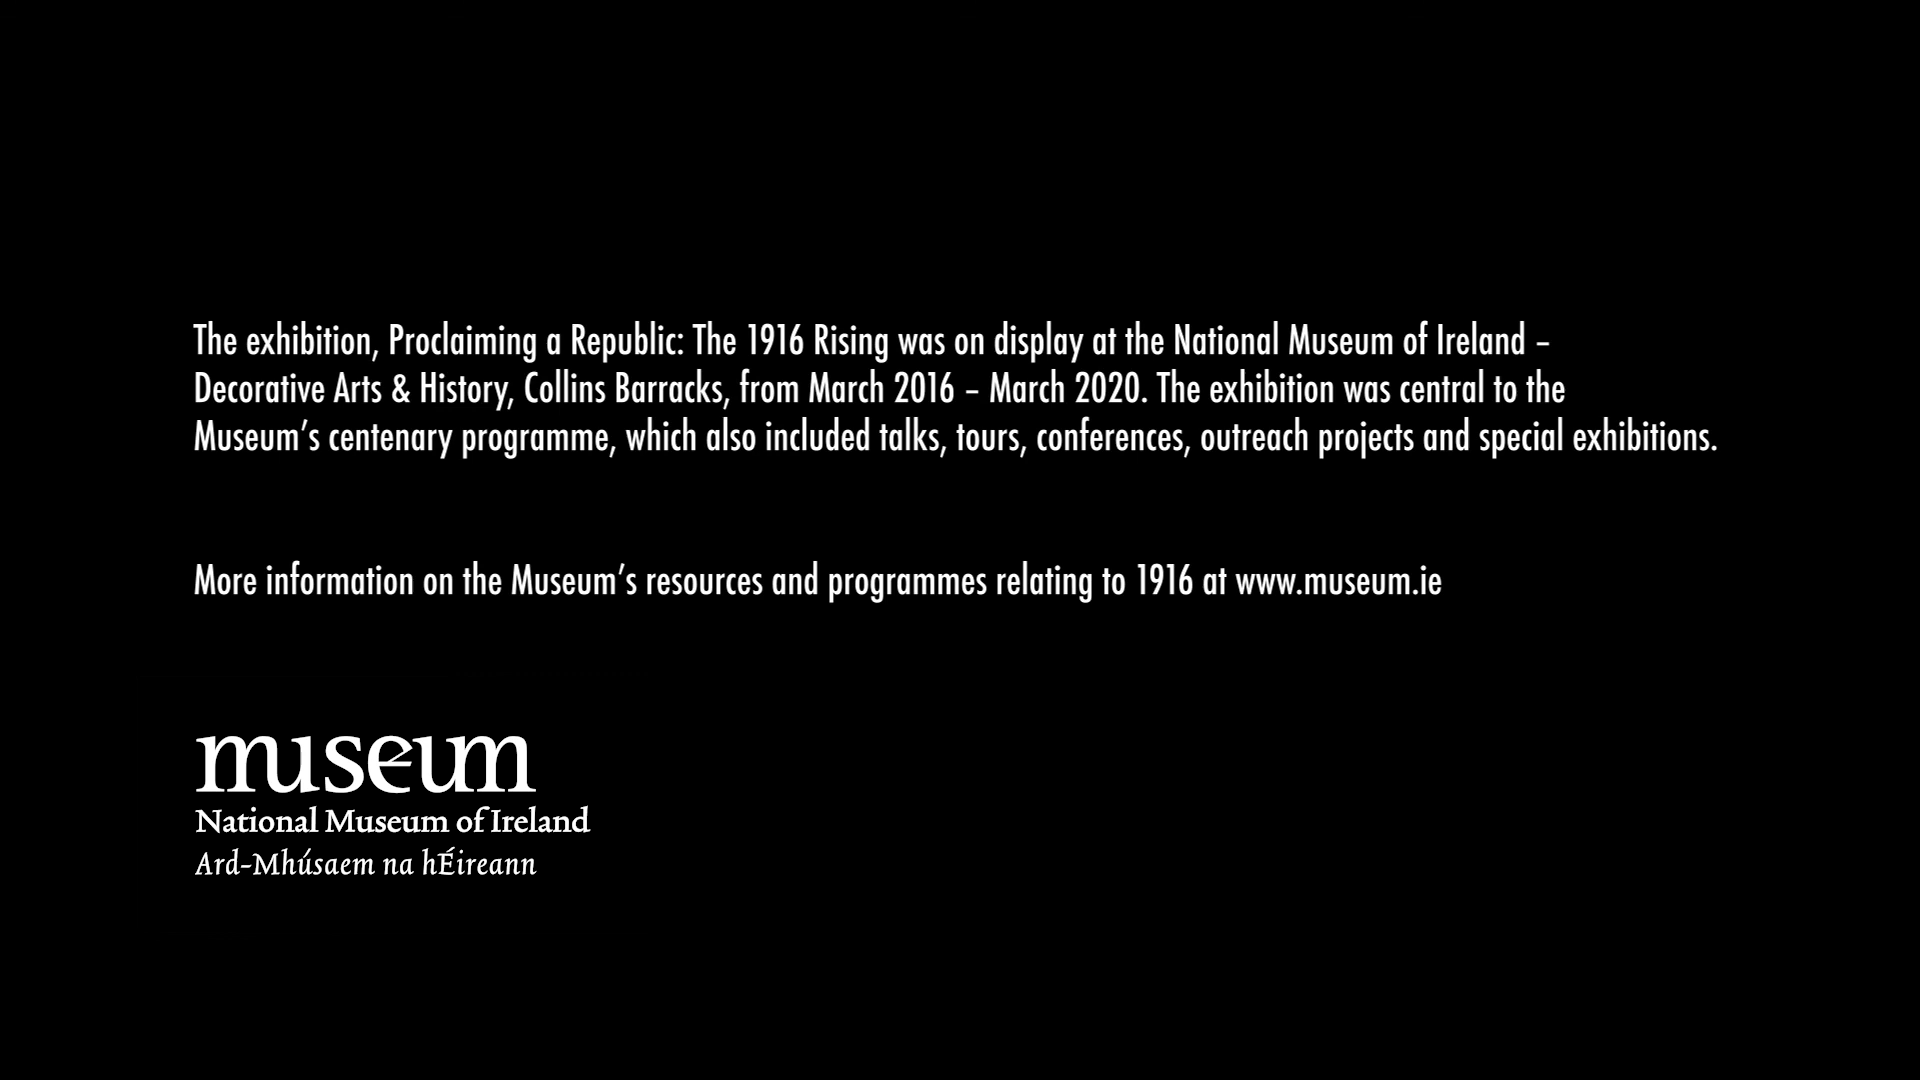 The exhibition, Proclaiming a Republic: The 1916 Rising was on display at the National Museum of Ireland –
Decorative Arts & History, Collins Barracks, from March 2016 – March 2020. The exhibition was central to the
Museum’s centenary programme, which also included talks, tours, conferences, outreach projects and special exhibitions.
More information on the Museum’s resources and programmes relating to 1916 at www.museum.ie
museum
National Museum of Ireland
Ard-Mhúsaem na hÉireann